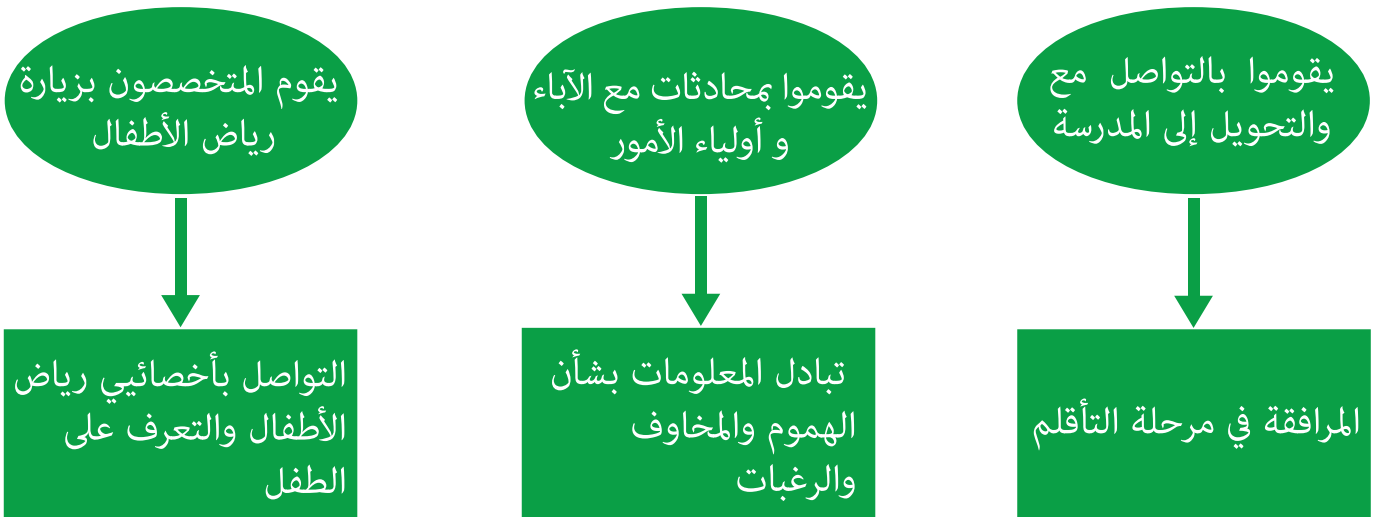 يقوموا بالتواصل مع
والتحويل إلى المدرسة
المرافقة في مرحلة التأقلم
يقوموا بمحادثات مع الآباء
و أولياء الأمور
تبادل المعلومات بشأن
الهموم والمخاوف
والرغبات
يقوم المتخصصون بزيارة
رياض الأطفال
التواصل بأخصائيي رياض
الأطفال والتعرف على
الطفل